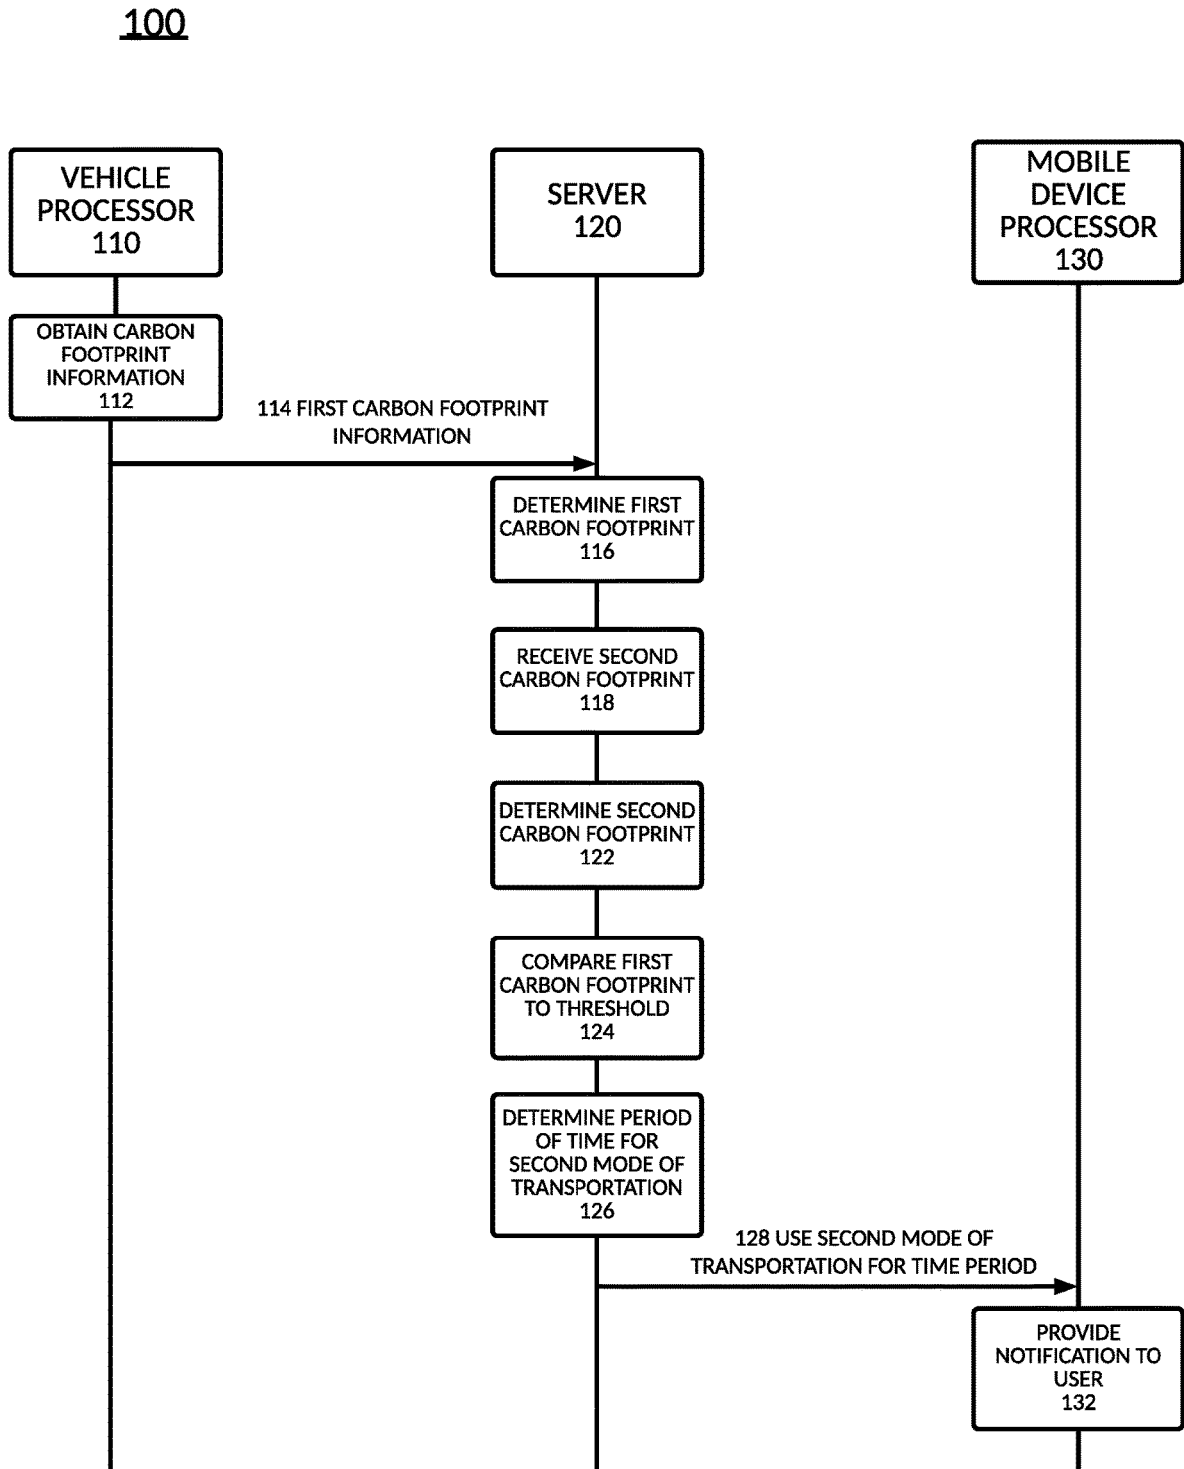 100
VEHICLE
PROCESSOR
110
SERVER
120
MOBILE
DEVICE
PROCESSOR
130
OBTAIN CARBON
FOOTPRINT
INFORMATION
112
114 FIRST CARBON FOOTPRINT
INFORMATION
DETERMINE FIRST
CARBON FOOTPRINT
116
RECEIVE SECOND
CARBON FOOTPRINT
118
DETERMINE SECOND
CARBON FOOTPRINT
122
COMPARE FIRST
CARBON FOOTPRINT
TO THRESHOLD
124
DETERMINE PERIOD
OF TIME FOR
SECOND MODE OF
TRANSPORTATION
126
128 USE SECOND MODE OF
TRANSPORTATION FOR TIME PERIOD
PROVIDE
NOTIFICATION TO
USER
132